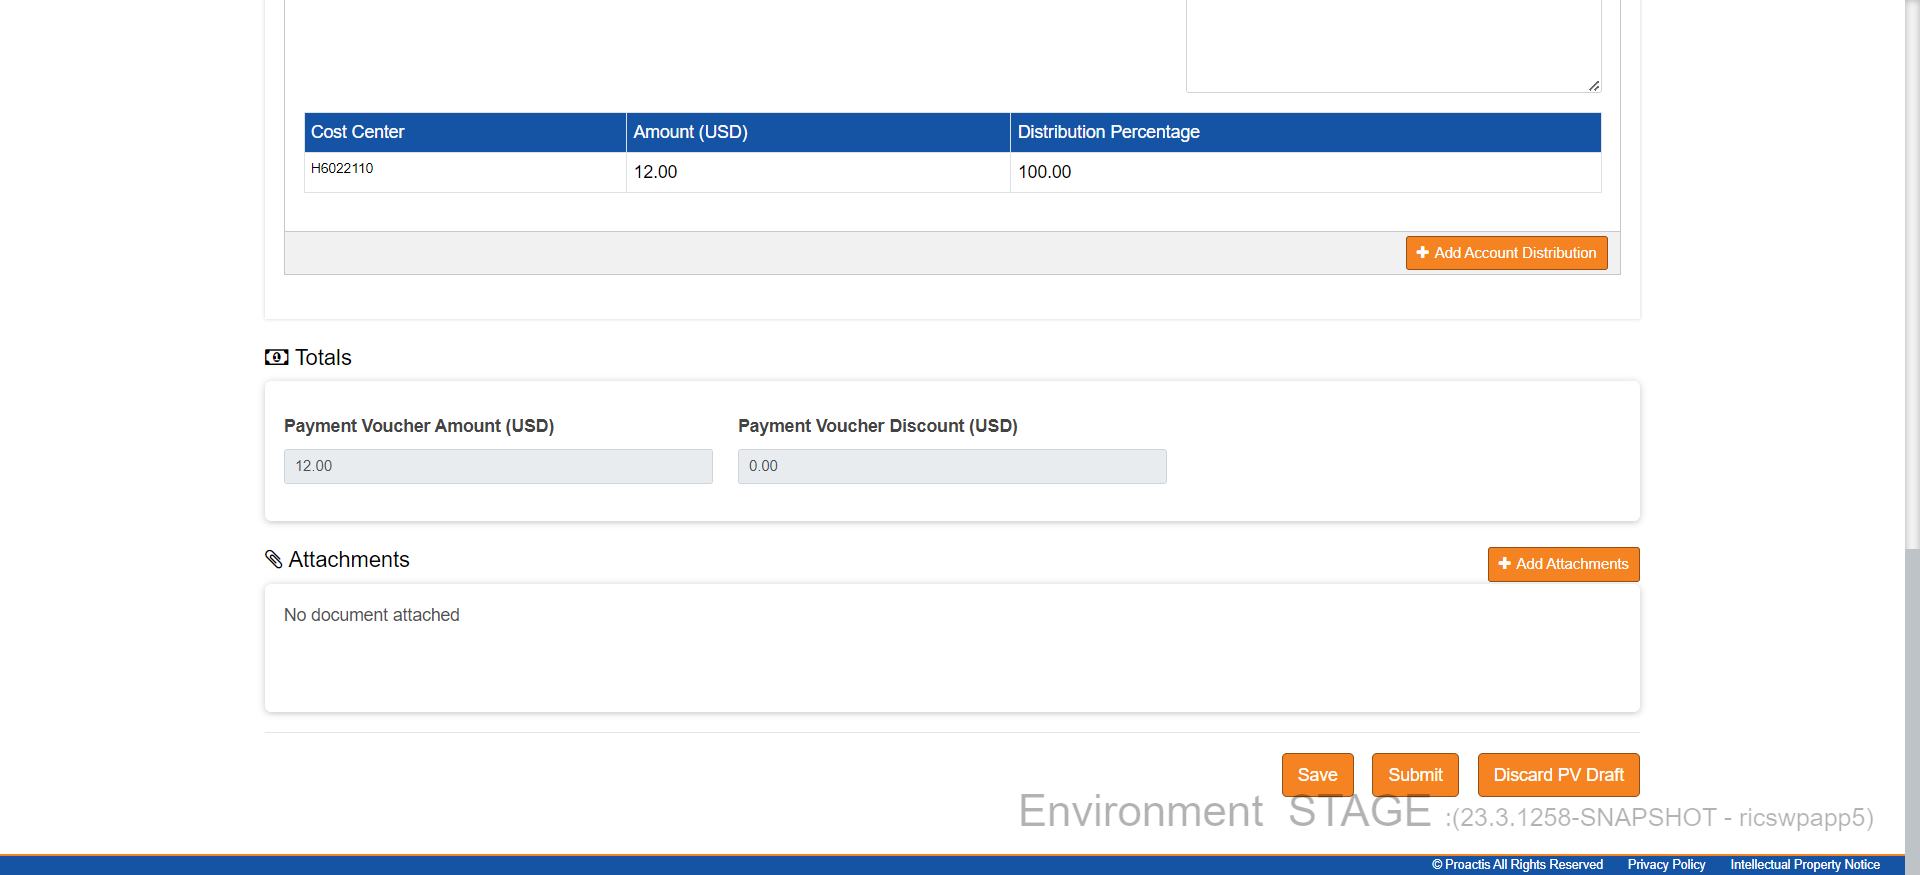 Cost Center Amount (USD) Distribution Percentage
H6022110 12.00 100.00
Add Account Distribution
Totals
Payment Voucher Amount (USD) Payment Voucher Discount (USD)
12.00 0.00
Attachments
Add Attachments
No document attached
Save Submit Discard PV Draft
Environment STAGE :(23.3.1258-SNAPSHOT - ricswpapp5)
© Proactis All Rights Reserved Privacy Policy Intellectual Property Notice